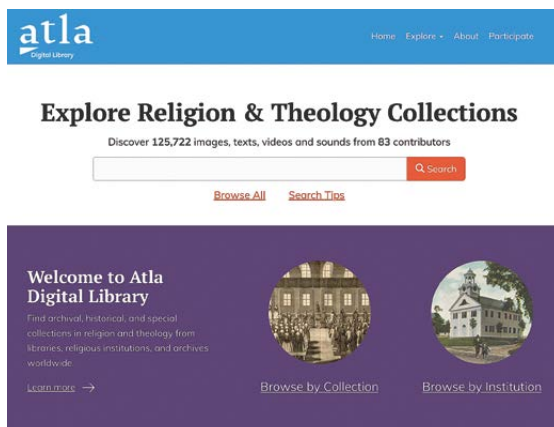 atla
Digital Library
Home Explore About Participate
Explore Religion & Theology Collections
Discover 125,722 images, texts, videos and sounds from 83 contributors
Search
Browse All Search Tips
Welcome to Atla
Digital Library
Find archival, historical, and special
collections in religion and theology from
libraries, religious institutions, and archives
worldwide.
Learn more →
Browse by Collection
Browse by Institution